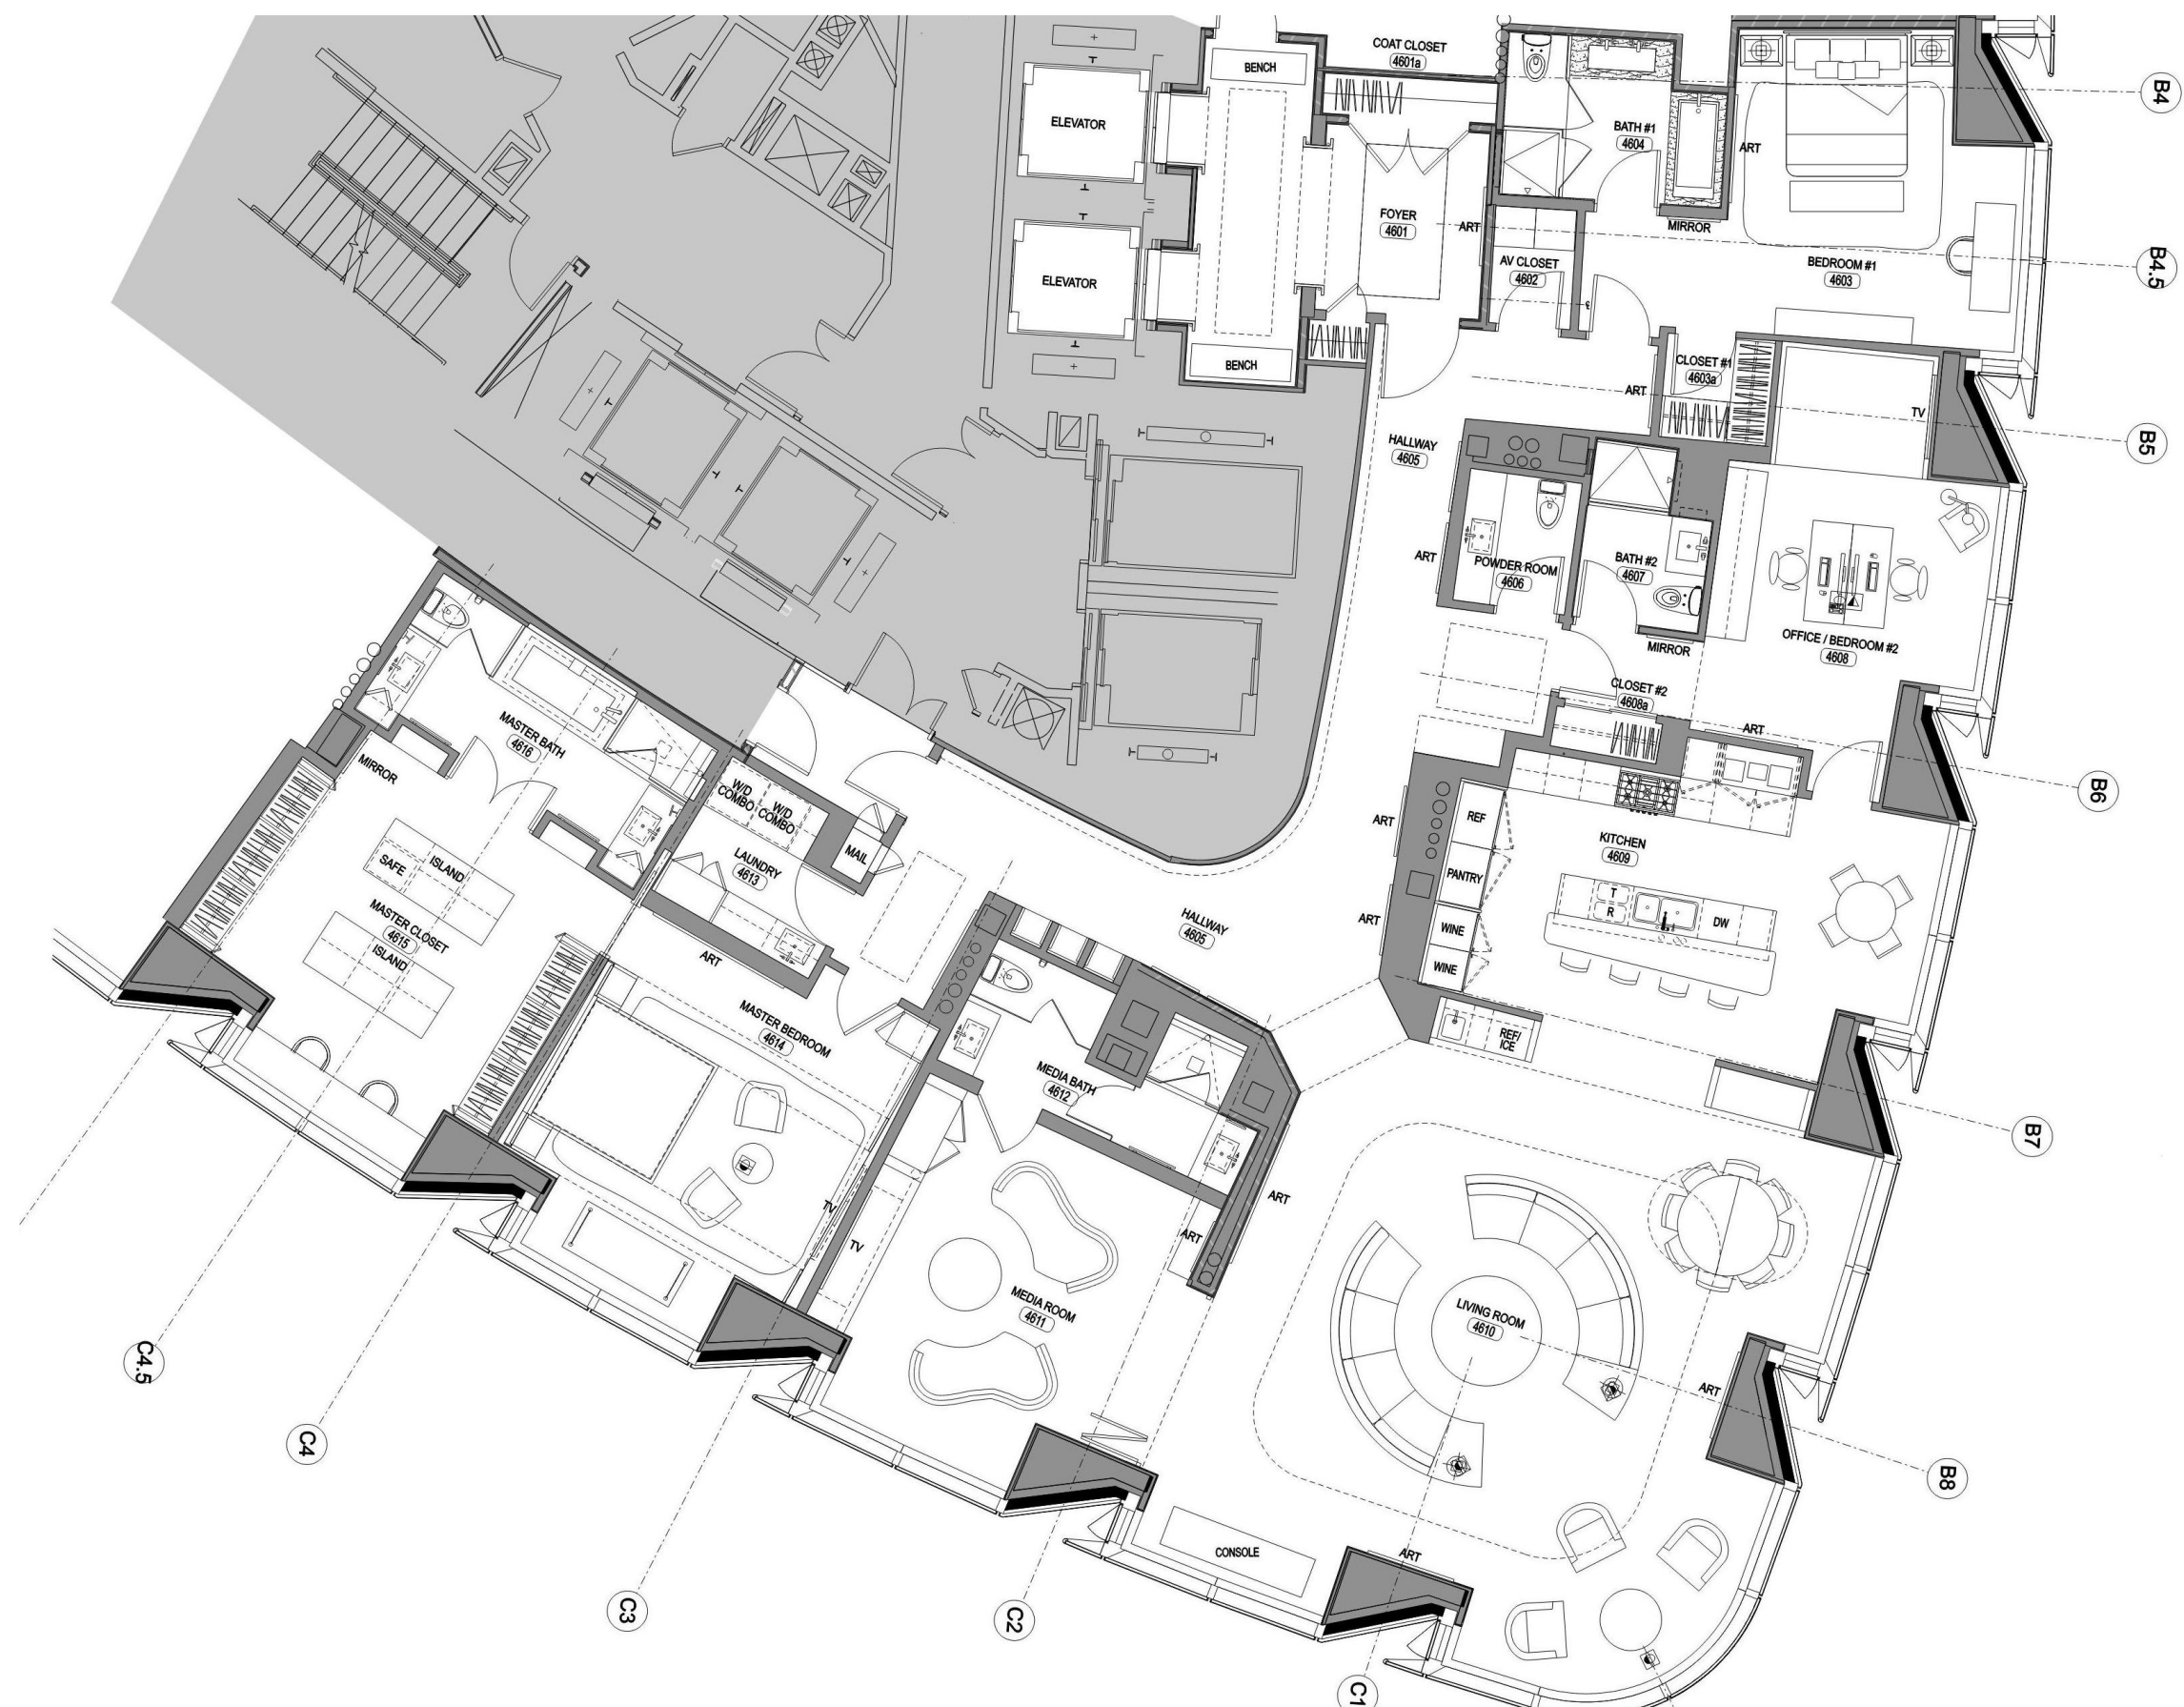 COAT CLOSET
4601a
BENCH
ELEVATOR
BATH #1
4604
ART
B4
FOYER
4601
ART
MIRROR
AV CLOSET
4602
BEDROOM #1
4603
B4.5
ELEVATOR
BENCH
CLOSET #1
4603a
ART
TV
B5
HALLWAY
4605
ART
POWDER ROOM
4606
BATH #2
4607
MIRROR
OFFICE / BEDROOM #2
4608
CLOSET #2
4608a
ART
B6
MASTER BATH
4616
MIRROR
W/D
COMBO
W/D
COMBO
MAIL
LAUNDRY
4613
SAFE
ISLAND
MASTER CLOSET
4615
ISLAND
ART
REF
PANTRY
WINE
WINE
ART
ART
KITCHEN
4609
T
R
DW
REF/
ICE
HALLWAY
4605
MASTER BEDROOM
4614
MEDIA BATH
4612
B7
TV
TV
ART
ART
MEDIA ROOM
4611
LIVING ROOM
4610
ART
B8
CONSOLE
ART
C4.5
C4
C3
C2
C1